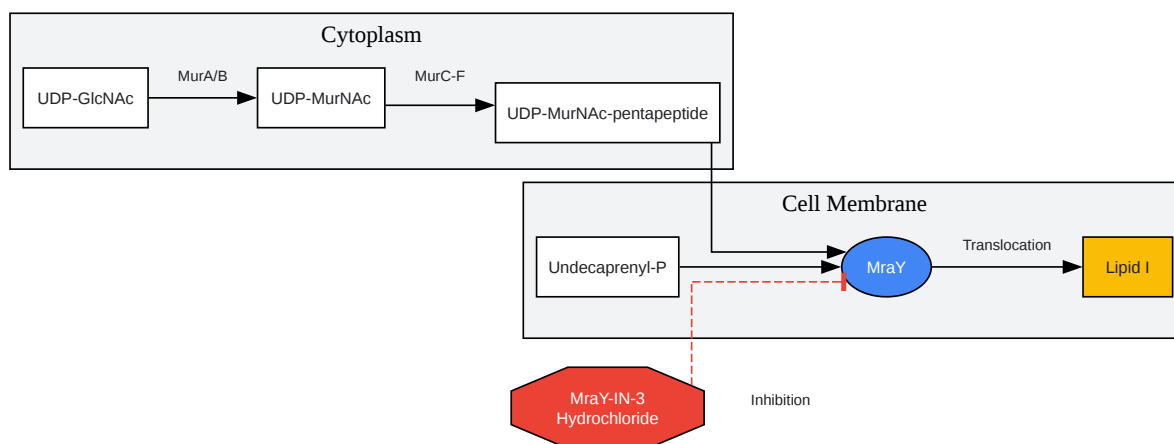 Cytoplasm
MurA/B
MurC-F
UDP-GlcNAc
UDP-MurNAc
UDP-MurNAc-pentapeptide
Cell Membrane
Translocation
Undecaprenyl-P
MraY
Lipid I
MraY-IN-3
Hydrochloride
Inhibition